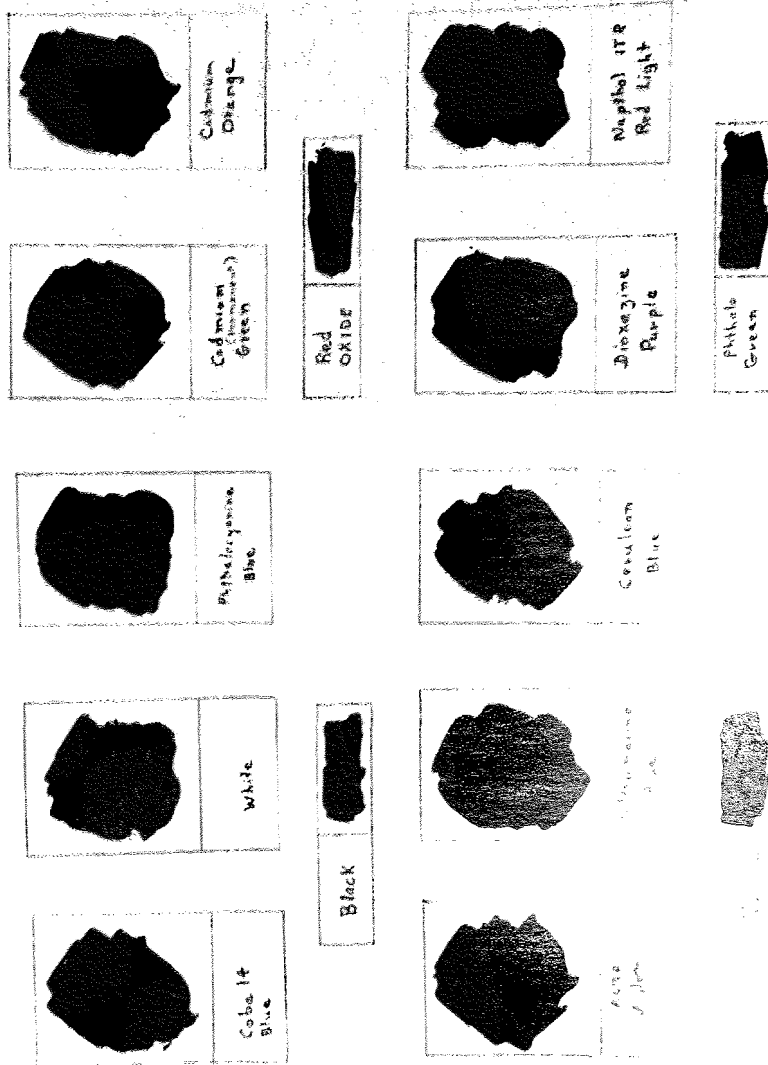 Cadmium
Orange
Cadmium
(Permanent)
Green
Phthalocyanine
Blue
White
Cobalt
Blue
Red
OXIDE
Black
Napthol ITR
Red Light
Dioxazine
Purple
Cerulean
Blue
Phthalo
Green